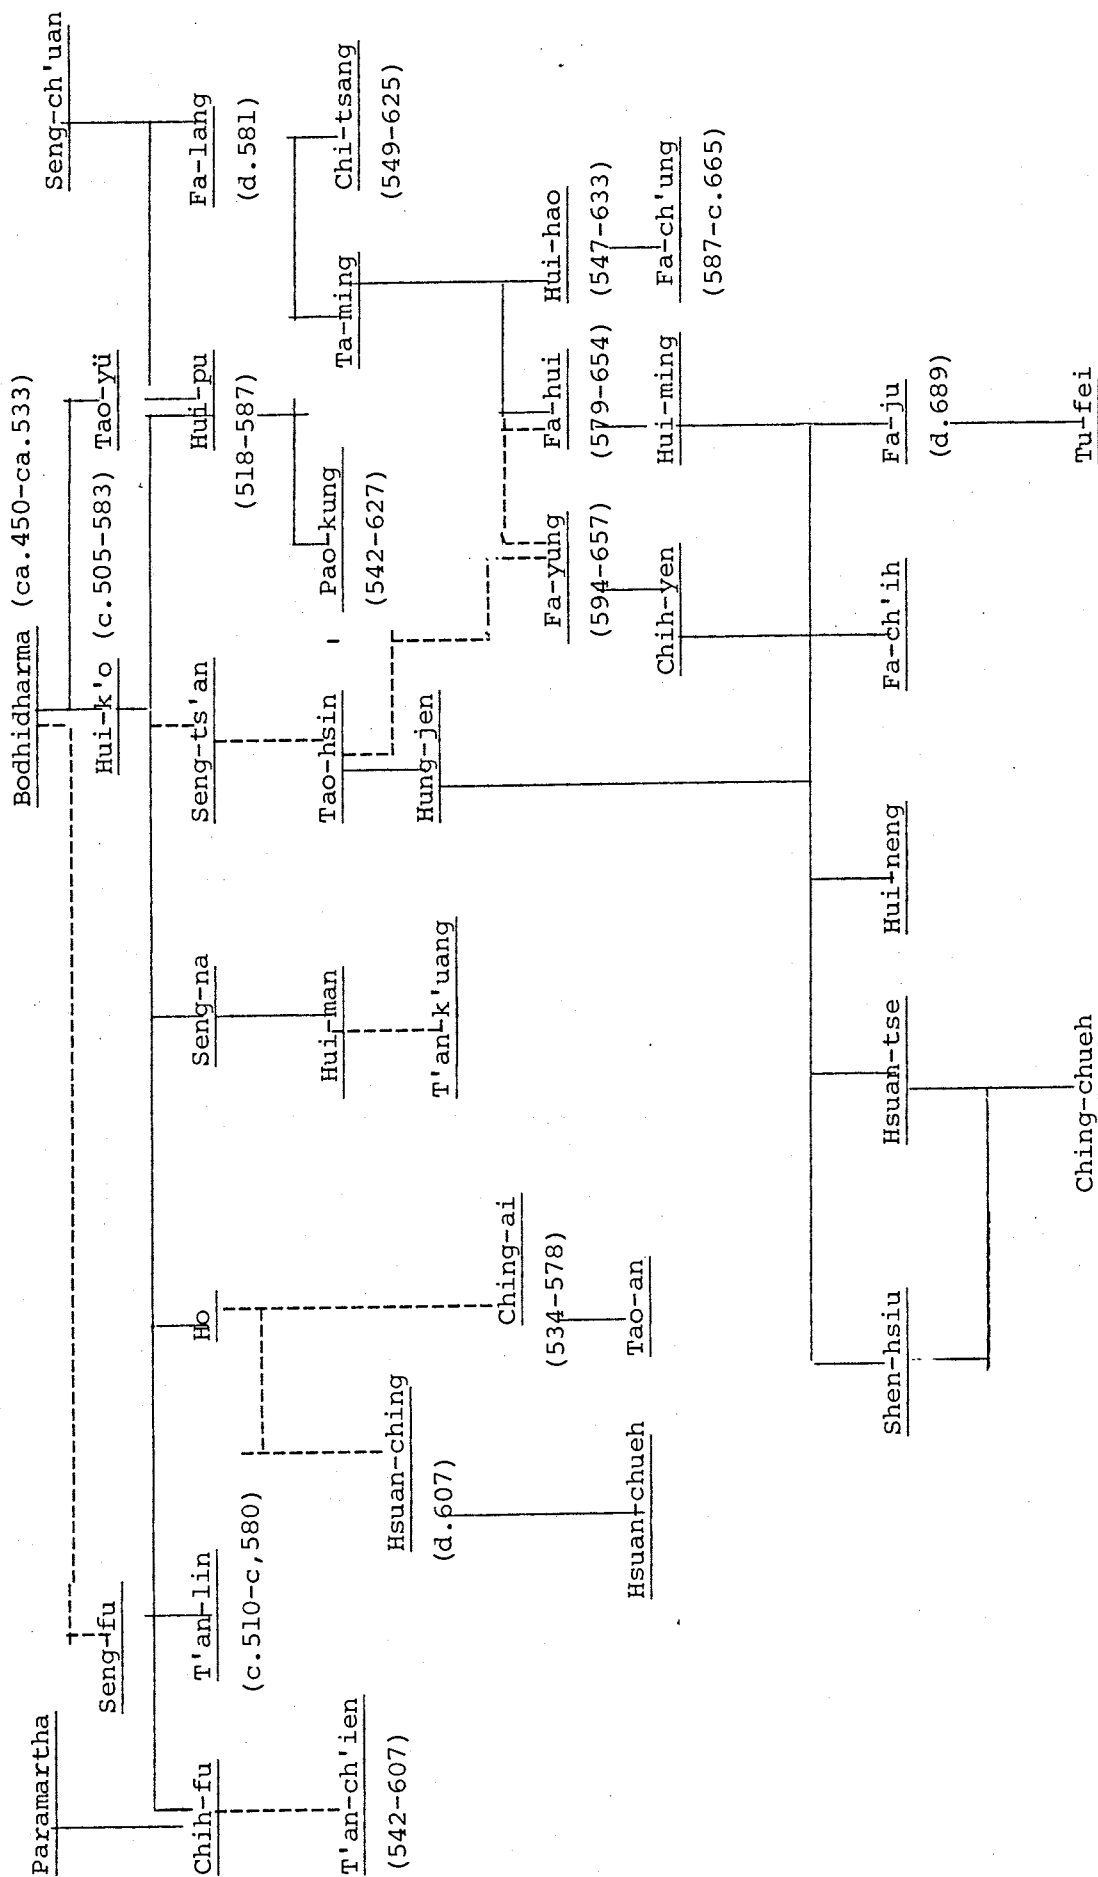 Paramartha
Bodhidharma (ca.450-ca.533)
Seng-ch'uan
Seng-fu
Hui-k'o (c.505-583)
Tao-yü
Chih-fu
T'an-lin
Ho
Seng-na
Seng-ts'an
Hui-pu
Fa-lang
(c.510-c,580)
(518-587)
(d.581)
T'an-ch'ien
Hui-man
Tao-hsin
Pao-kung
Ta-ming
Chi-tsang
(542-607)
Hsuan-ching
(542-627)
(549-625)
(d.607)
T'an-k'uang
Hung-jen
Ching-ai
Fa-yung
Fa-hui
Hui-hao
(534-578)
(594-657)
(579-654)
(547-633)
Hsuan-chueh
Tao-an
Chih-yen
Hui-ming
Fa-ch'ung
(587-c.665)
Shen-hsiu
Hsuan-tse
Hui-neng
Fa-ch'ih
Fa-ju
(d.689)
Ching-chueh
Tu-fei